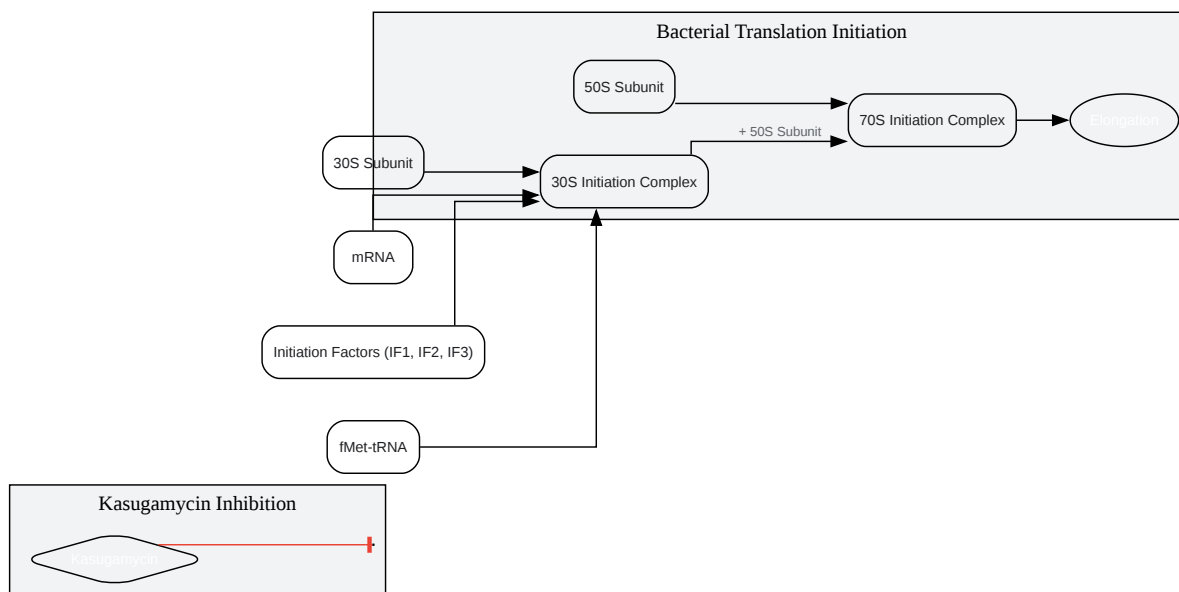 Bacterial Translation Initiation
50S Subunit
70S Initiation Complex
Elongation
+ 50S Subunit
30S Subunit
30S Initiation Complex
mRNA
Initiation Factors (IF1, IF2, IF3)
fMet-tRNA
Kasugamycin Inhibition
Kasugamycin